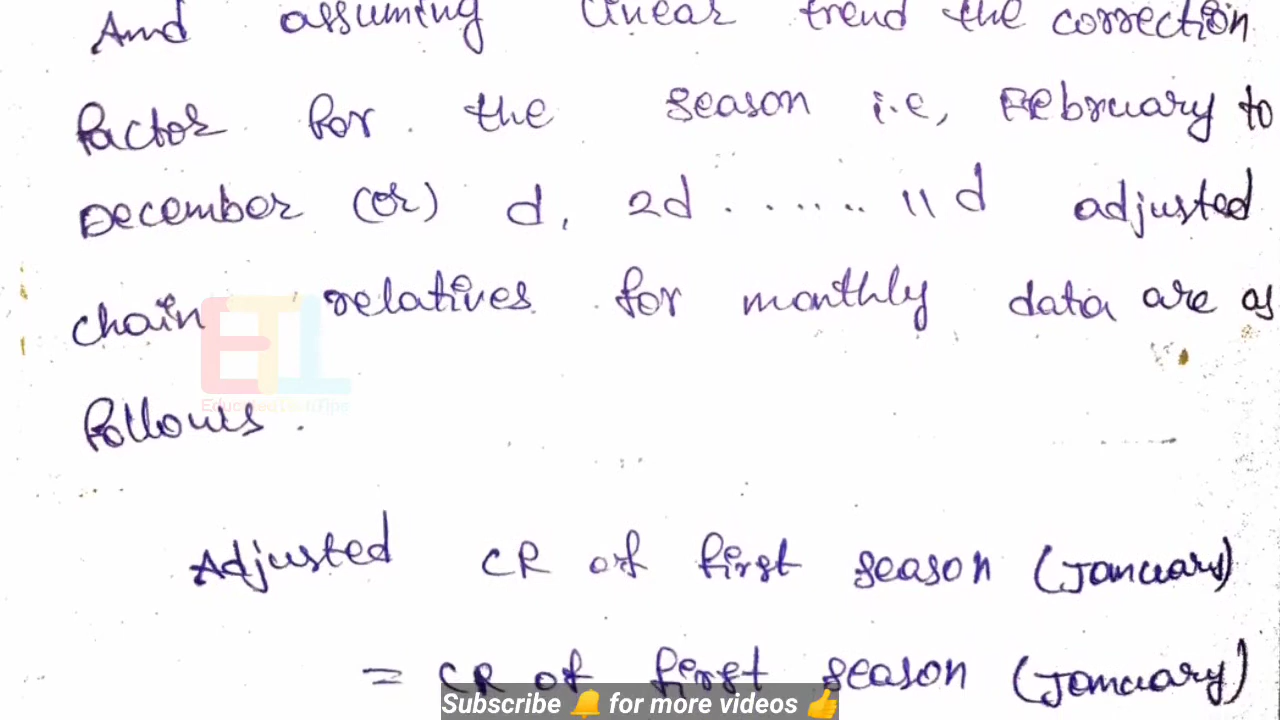 And assuming linear trend the correction
factor for the season i.e, February to
December (or) d, 2d ....... 11d adjusted
chain relatives for monthly data are as
follows.
Adjusted CR of first season (January)
= CR of first season (January)
Subscribe 🔔 for more videos 👍